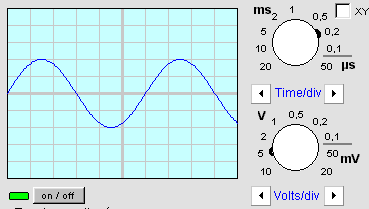 ms
2
1
0,5
XY
5
0,2
10
0,1
20
50
µs
Time/div
V
1
0,5
0,2
2
0,1
5
50
10
20
mV
20
on / off
Volts/div